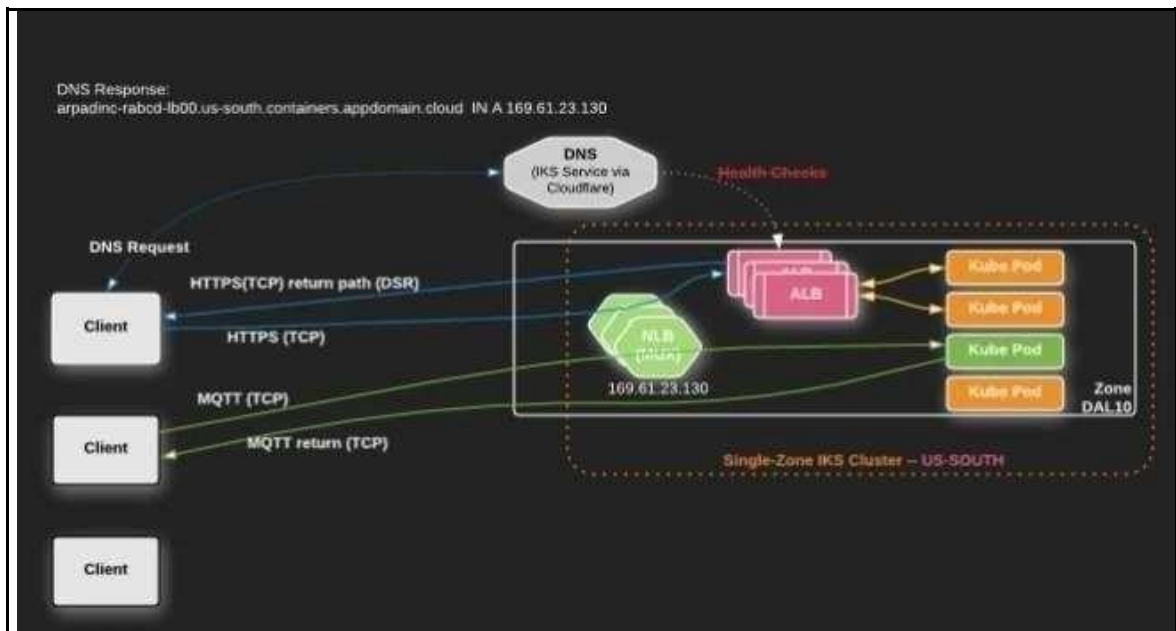 DNS Response:
arpadinc-rabcd-lb00.us-south.containers.appdomain.cloud IN A 169.61.23.130
DNS
(IKS Service via
Cloudflare)
Health Checks
DNS Request
HTTPS(TCP) return path (DSR)
HTTPS (TCP)
Client
ALB
ALB
Kube Pod
Kube Pod
NLB
(MUX)
Kube Pod
169.61.23.130
Kube Pod
Zone
DAL10
MQTT (TCP)
Client
MQTT return (TCP)
Single-Zone IKS Cluster – US-SOUTH
Client